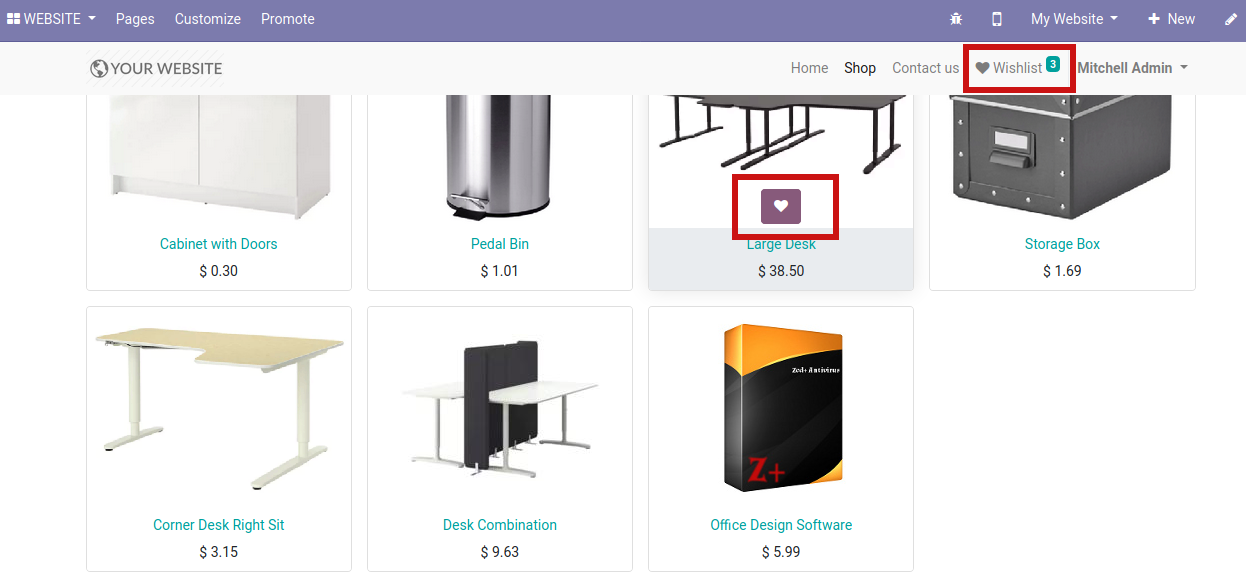 WEBSITE Pages Customize Promote My Website New
YOUR WEBSITE Home Shop Contact us Wishlist 3 Mitchell Admin
Cabinet with Doors Pedal Bin Large Desk Storage Box
$ 0.30 $ 1.01 $ 38.50 $ 1.69
Zed+ Antivirus
Z+
Corner Desk Right Sit Desk Combination Office Design Software
$ 3.15 $ 9.63 $ 5.99